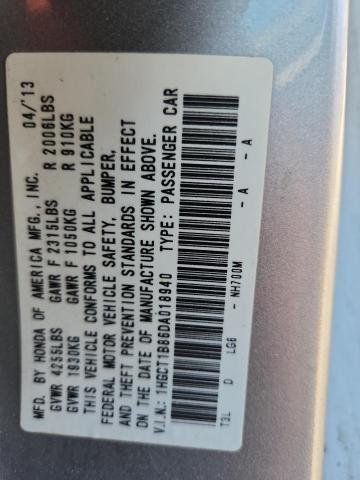 MFD. BY HONDA OF AMERICA MFG., INC. 04/'13
GVWR 4255LBS GAWR F 2315LBS R 2006LBS
GVWR 1930KG GAWR F 1050KG R 910KG
THIS VEHICLE CONFORMS TO ALL APPLICABLE
FEDERAL MOTOR VEHICLE SAFETY, BUMPER,
AND THEFT PREVENTION STANDARDS IN EFFECT
ON THE DATE OF MANUFACTURE SHOWN ABOVE.
V.I.N.: 1HGCT1B86DA018940 TYPE: PASSENGER CAR
T3L D LG6 - NH700M - A - A